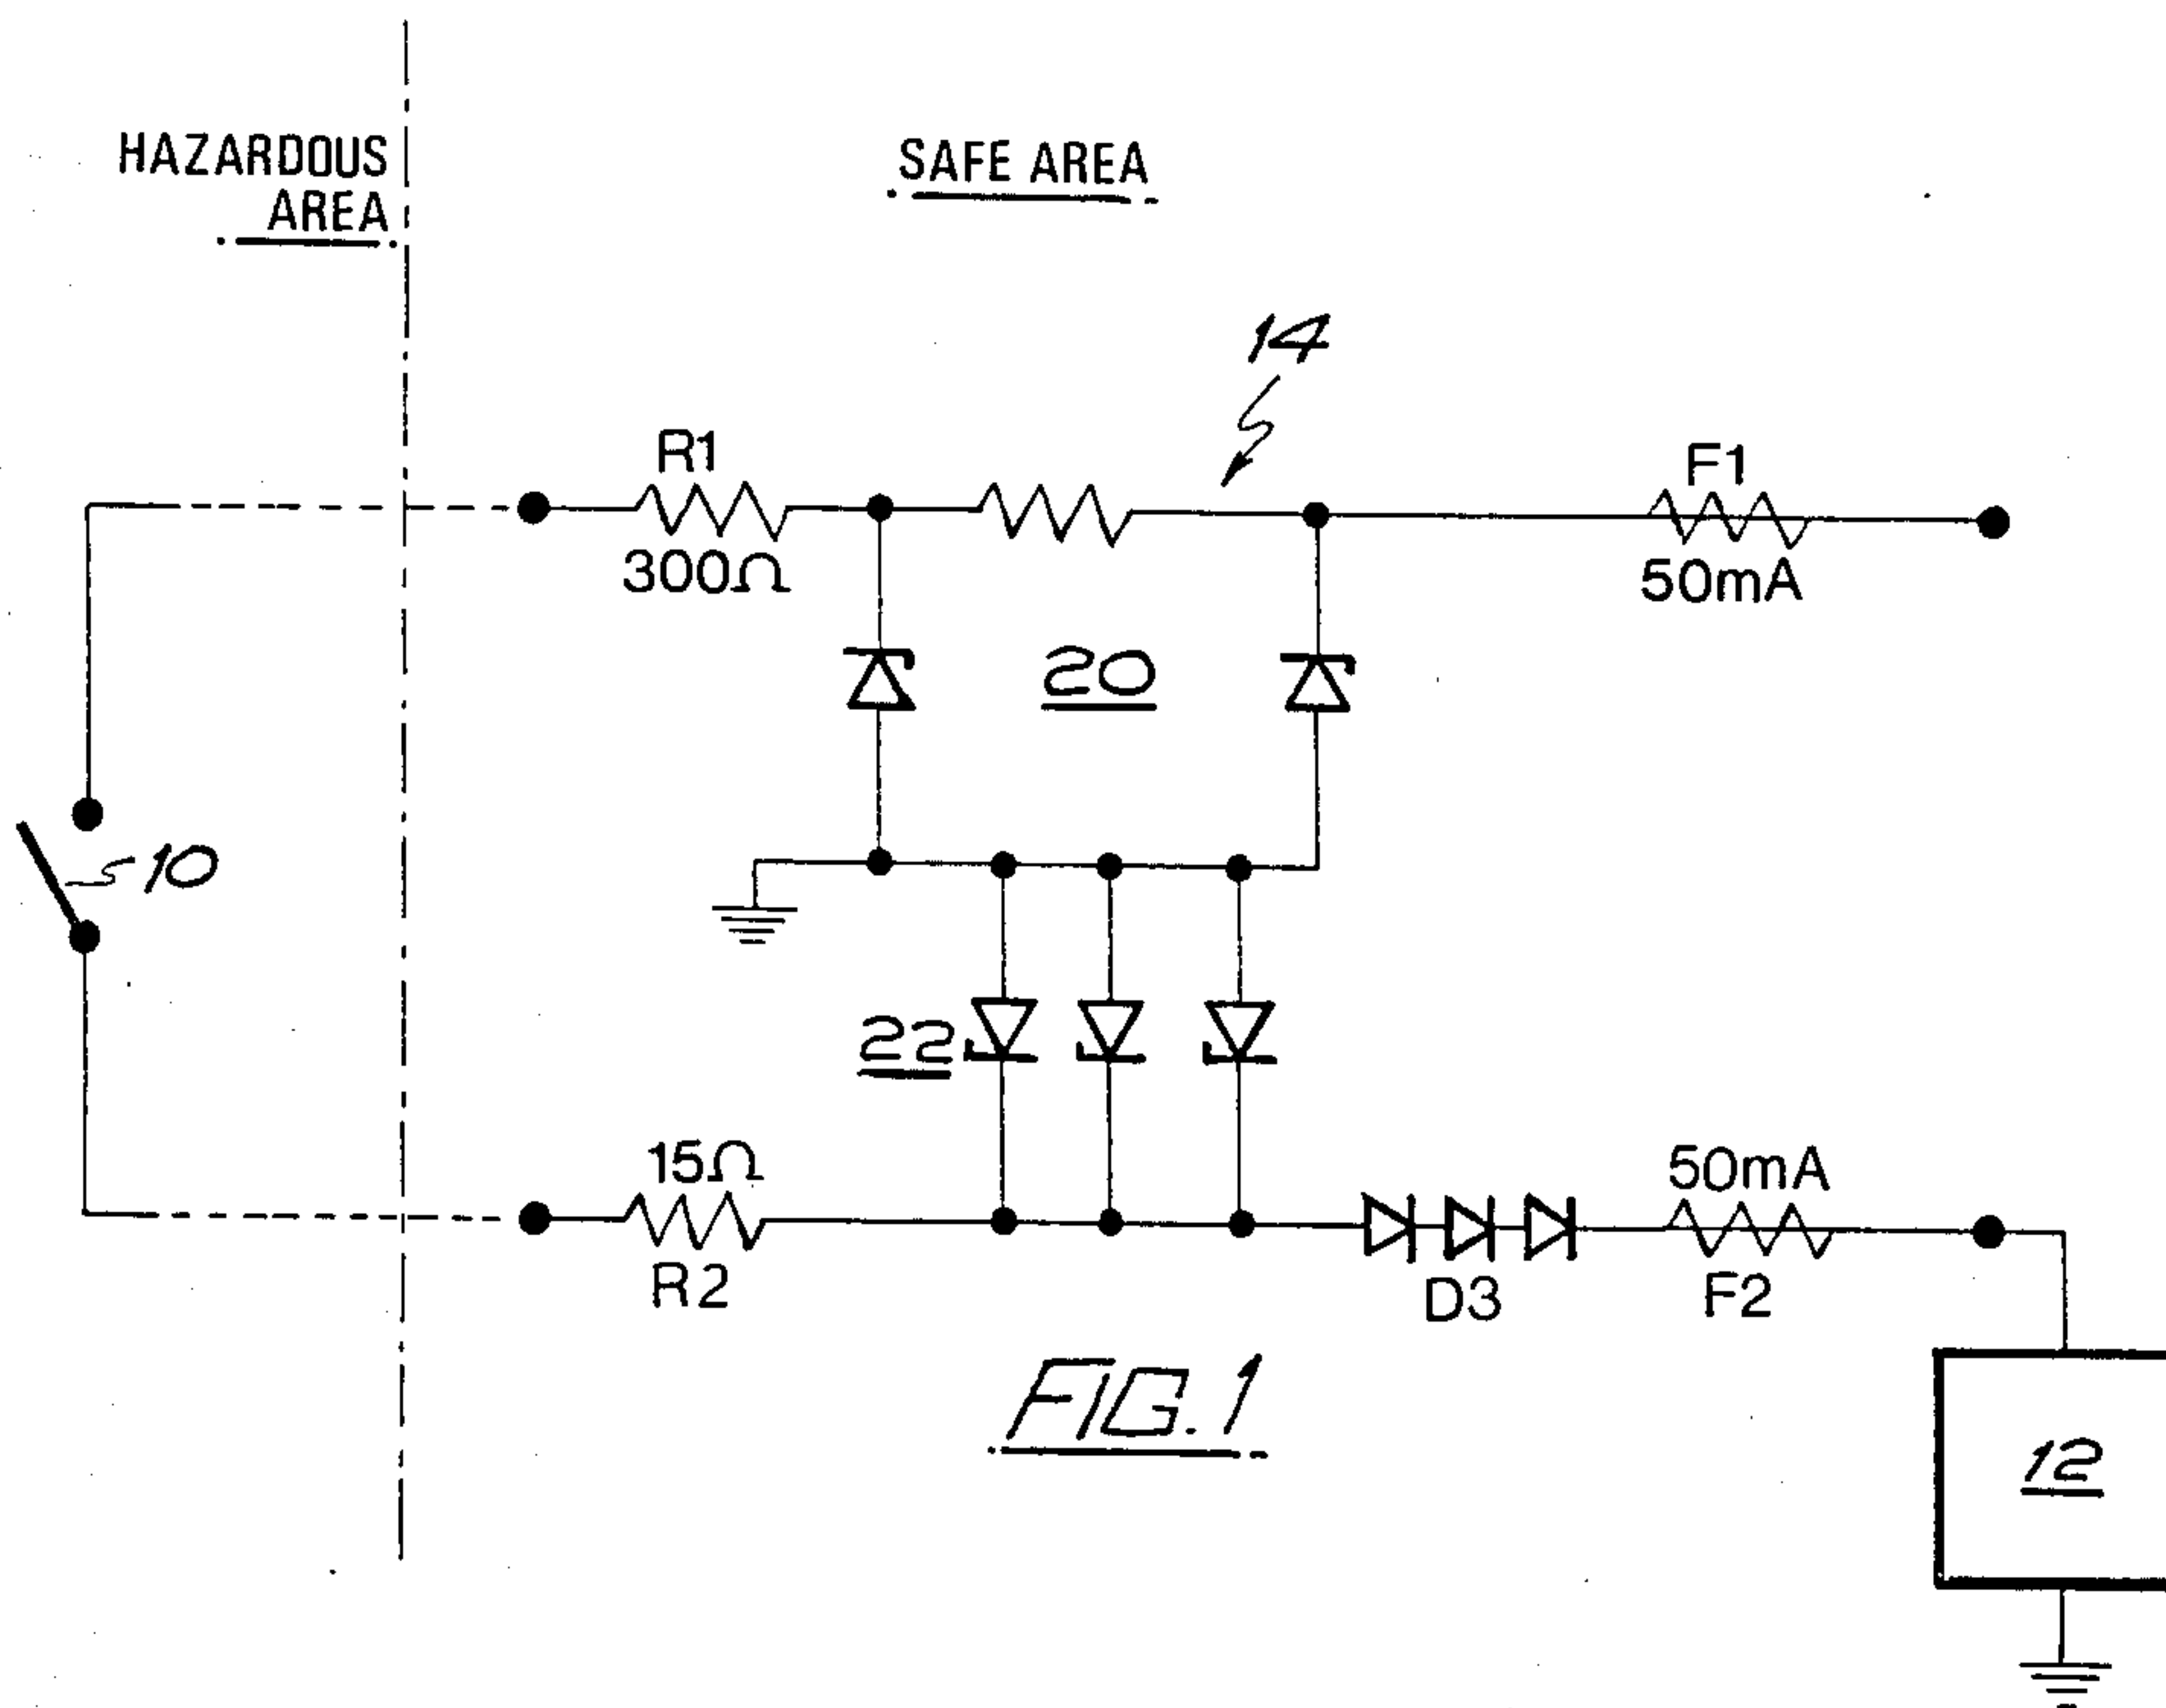 HAZARDOUS
AREA
SAFE AREA
14
R1
300Ω
F1
50mA
20
10
22
15Ω
R2
D3
50mA
F2
12
FIG. 1